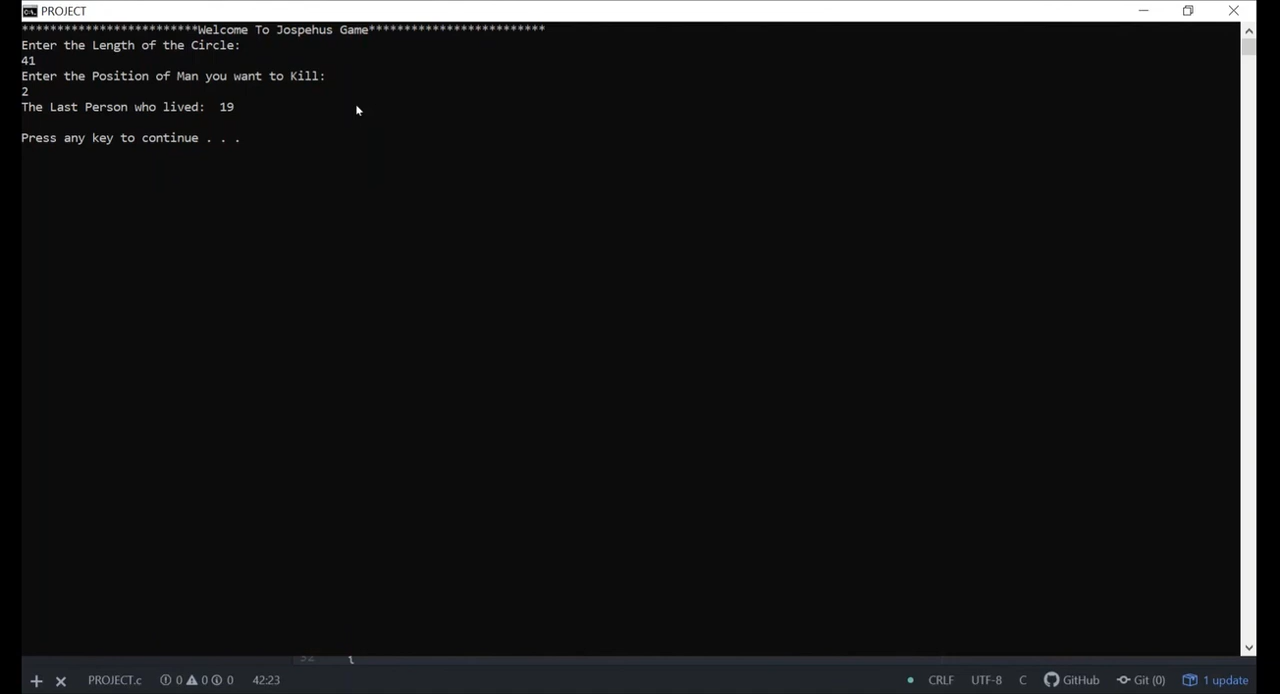 PROJECT
*************************Welcome To Jospehus Game*************************
Enter the Length of the Circle:
41
Enter the Position of Man you want to Kill:
2
The Last Person who lived:  19
Press any key to continue . . .
32 {
PROJECT.c 0 0 0 42:23 CRLF UTF-8 C GitHub Git (0) 1 update